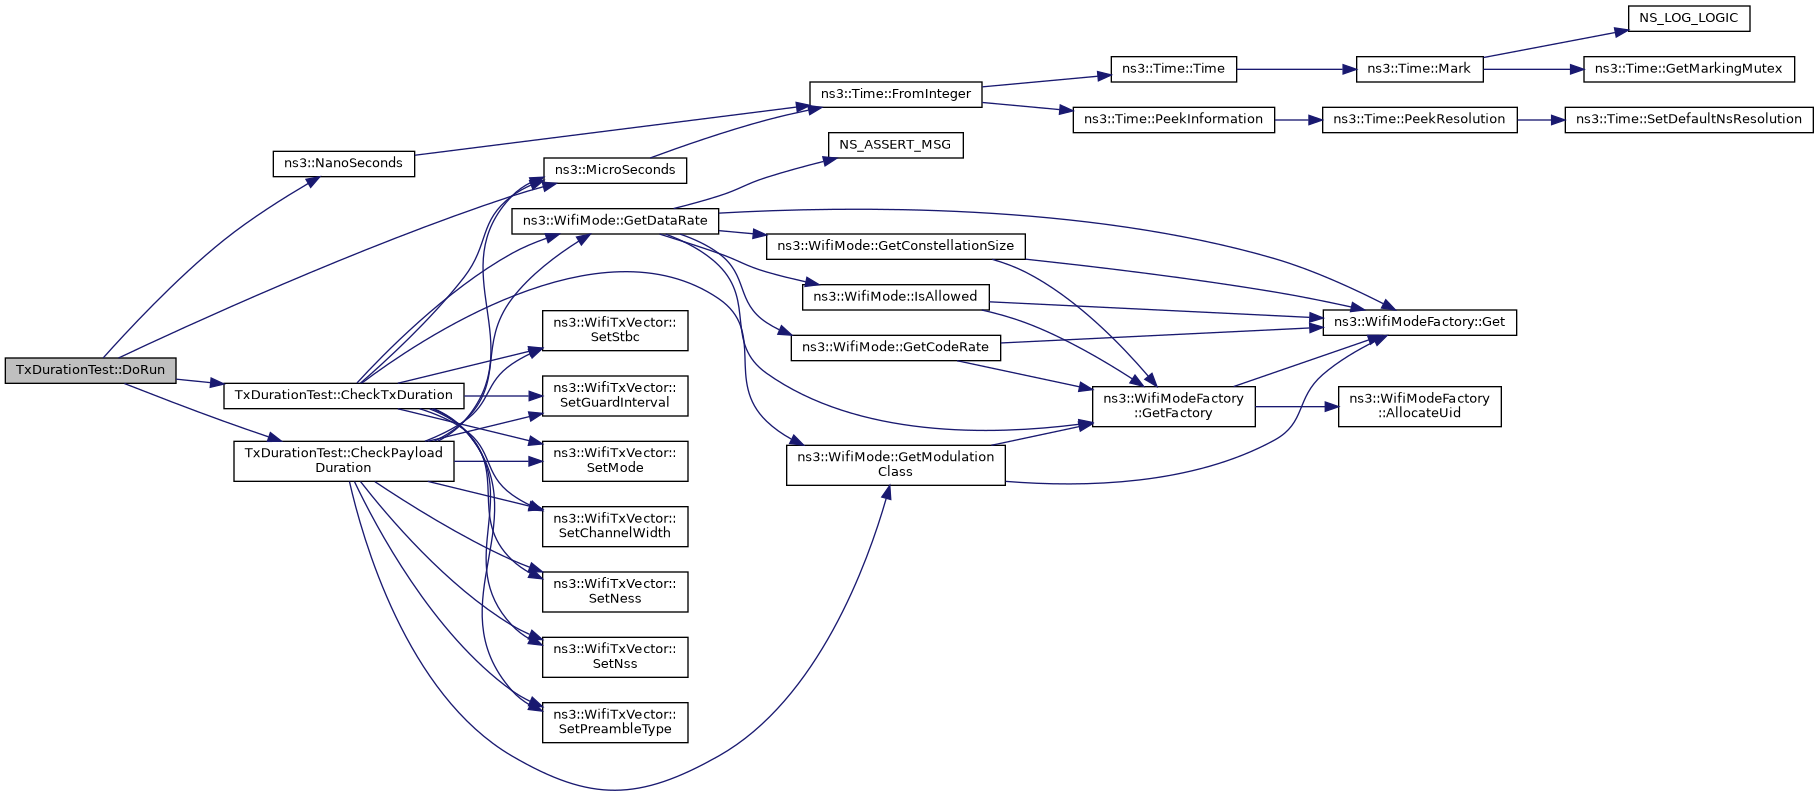 TxDurationTest::DoRun
ns3::NanoSeconds
TxDurationTest::CheckTxDuration
TxDurationTest::CheckPayload
Duration
ns3::MicroSeconds
ns3::WifiMode::GetDataRate
ns3::WifiTxVector::
SetStbc
ns3::WifiTxVector::
SetGuardInterval
ns3::WifiTxVector::
SetMode
ns3::WifiTxVector::
SetChannelWidth
ns3::WifiTxVector::
SetNess
ns3::WifiTxVector::
SetNss
ns3::WifiTxVector::
SetPreambleType
ns3::Time::FromInteger
NS_ASSERT_MSG
ns3::WifiMode::GetConstellationSize
ns3::WifiMode::IsAllowed
ns3::WifiMode::GetCodeRate
ns3::WifiMode::GetModulation
Class
ns3::Time::Time
ns3::Time::PeekInformation
ns3::WifiModeFactory
::GetFactory
ns3::Time::Mark
ns3::Time::PeekResolution
ns3::WifiModeFactory::Get
ns3::WifiModeFactory
::AllocateUid
NS_LOG_LOGIC
ns3::Time::GetMarkingMutex
ns3::Time::SetDefaultNsResolution